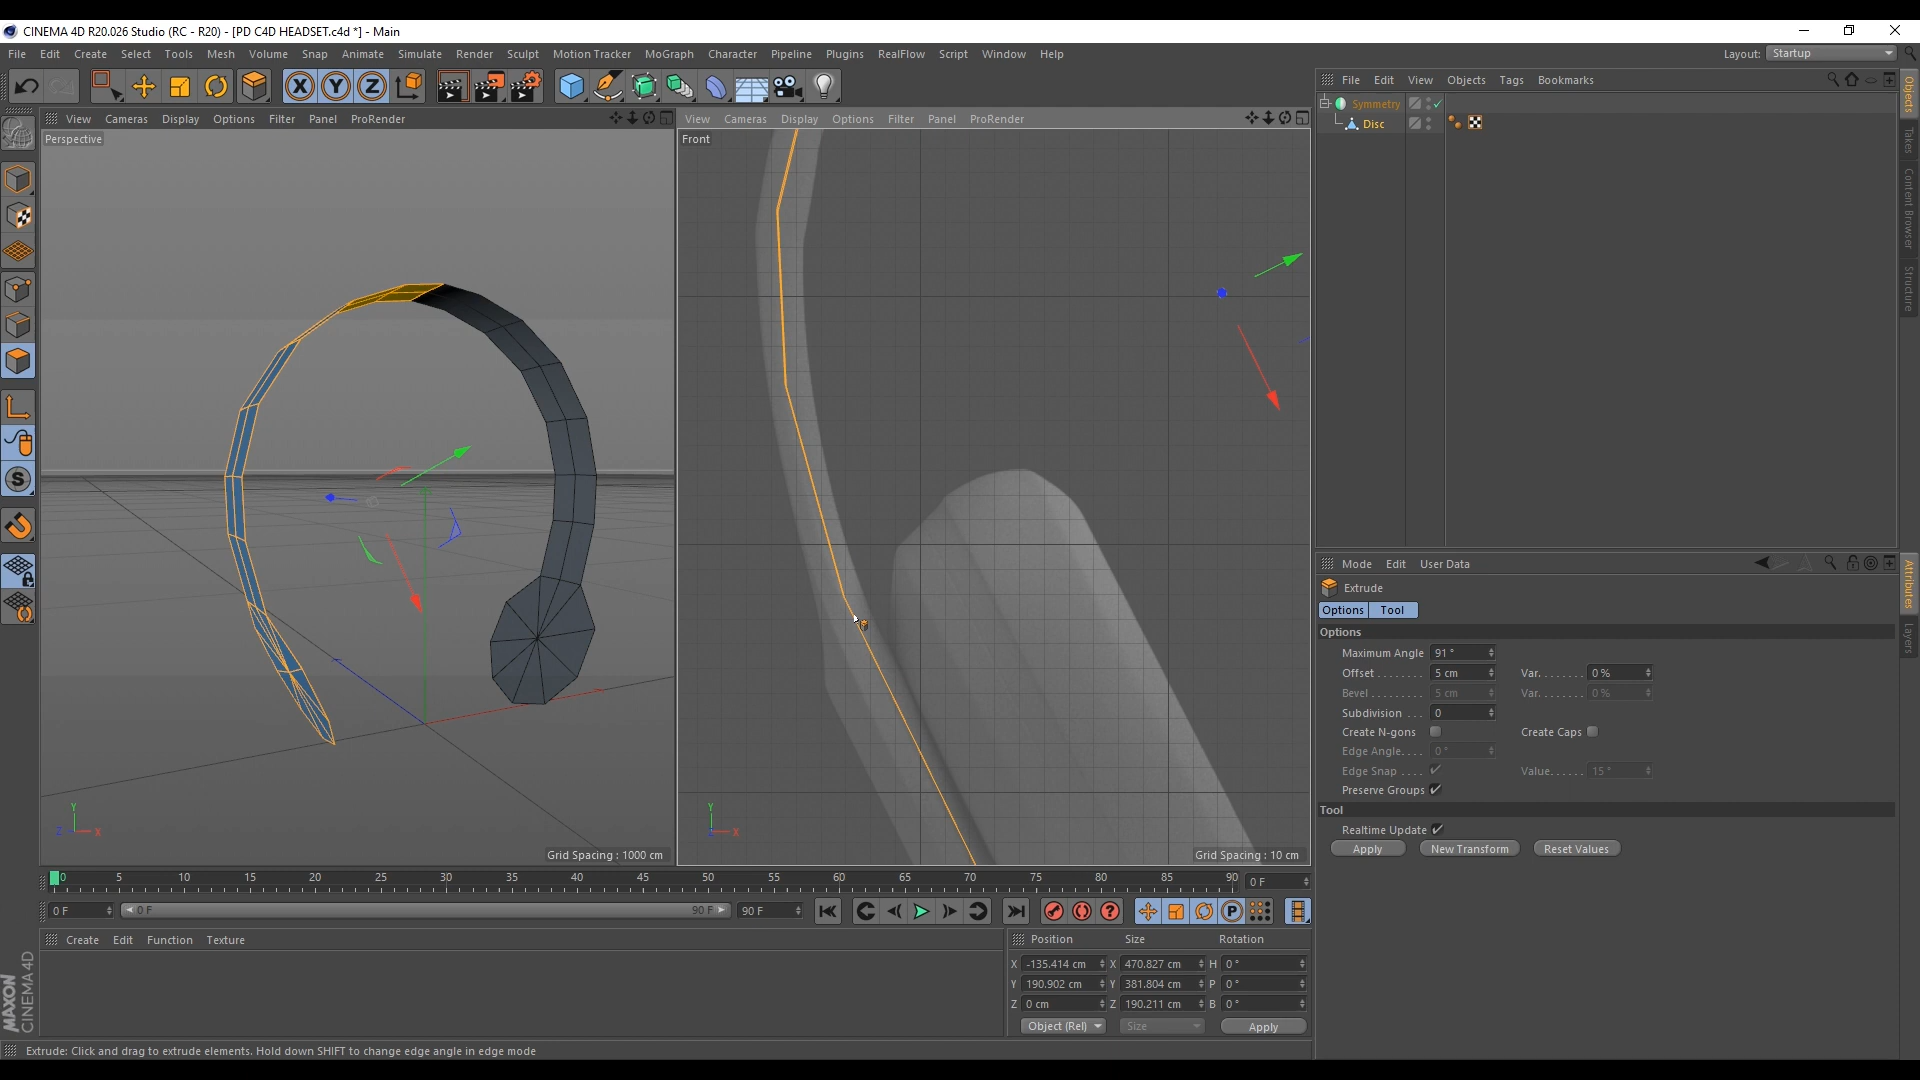 CINEMA 4D R20.026 Studio (RC - R20) - [PD C4D HEADSET.c4d *] - Main
File Edit Create Select Tools Mesh Volume Snap Animate Simulate Render Sculpt Motion Tracker MoGraph Character Pipeline Plugins RealFlow Script Window Help Layout: Startup
X Y Z
File Edit View Objects Tags Bookmarks
Symmetry
Disc
Objects
Takes
Content Browser
Structure
View Cameras Display Options Filter Panel ProRender
Perspective
Grid Spacing : 1000 cm
Y
Z X
View Cameras Display Options Filter Panel ProRender
Front
Grid Spacing : 10 cm
Y
Z X
S
Mode Edit User Data
Extrude
Options Tool
Options
Maximum Angle 91 °
Offset . . . . . . . . 5 cm Var. . . . . . . 0 %
Bevel . . . . . . . . . 5 cm Var. . . . . . . 0 %
Subdivision . . . 0
Create N-gons Create Caps
Edge Angle. . . . 0 °
Edge Snap . . . . Value. . . . . . 15 °
Preserve Groups
Tool
Realtime Update
Apply New Transform Reset Values
Attributes
Layers
0 5 10 15 20 25 30 35 40 45 50 55 60 65 70 75 80 85 90 0 F
0 F 0 F 90 F 90 F
P
Create Edit Function Texture
Position Size Rotation
X -135.414 cm X 470.827 cm H 0 °
Y 190.902 cm Y 381.804 cm P 0 °
Z 0 cm Z 190.211 cm B 0 °
Object (Rel) Size Apply
MAXON
CINEMA 4D
Extrude: Click and drag to extrude elements. Hold down SHIFT to change edge angle in edge mode